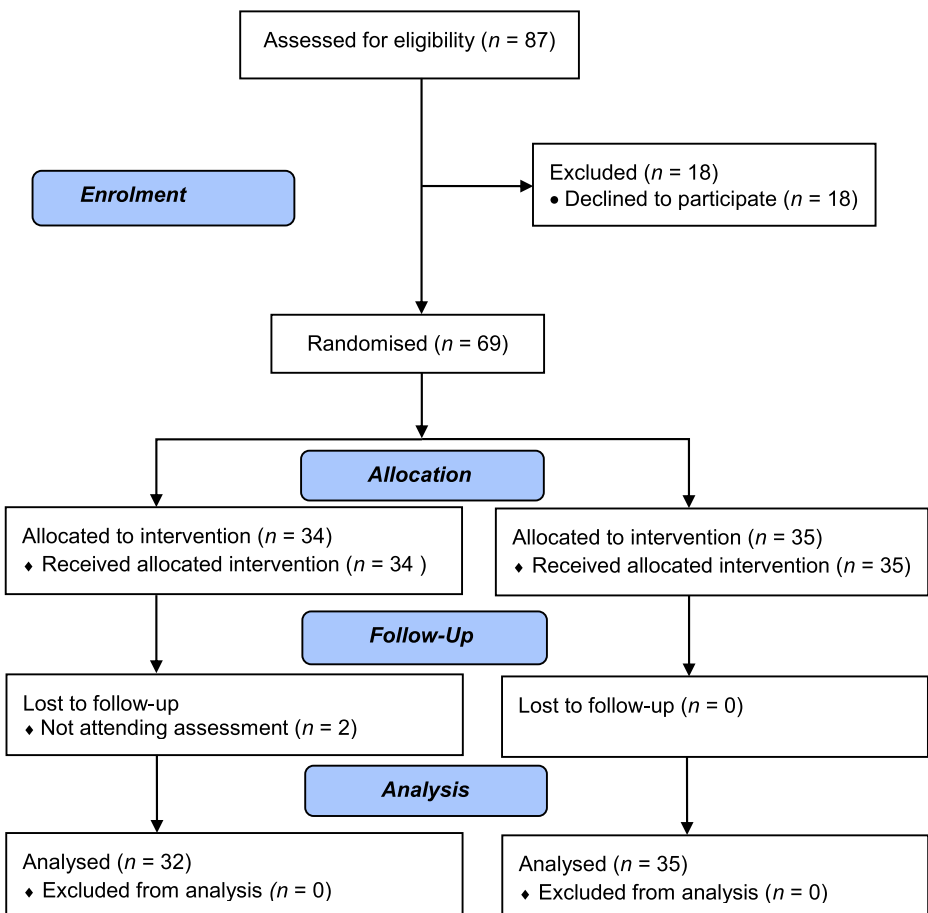 Assessed for eligibility (n = 87)
Excluded (n = 18)
• Declined to participate (n = 18)
Enrolment
Randomised (n = 69)
Allocation
Allocated to intervention (n = 34)
♦ Received allocated intervention (n = 34 )
Allocated to intervention (n = 35)
♦ Received allocated intervention (n = 35)
Follow-Up
Lost to follow-up
♦ Not attending assessment (n = 2)
Lost to follow-up (n = 0)
Analysis
Analysed (n = 32)
♦ Excluded from analysis (n = 0)
Analysed (n = 35)
♦ Excluded from analysis (n = 0)